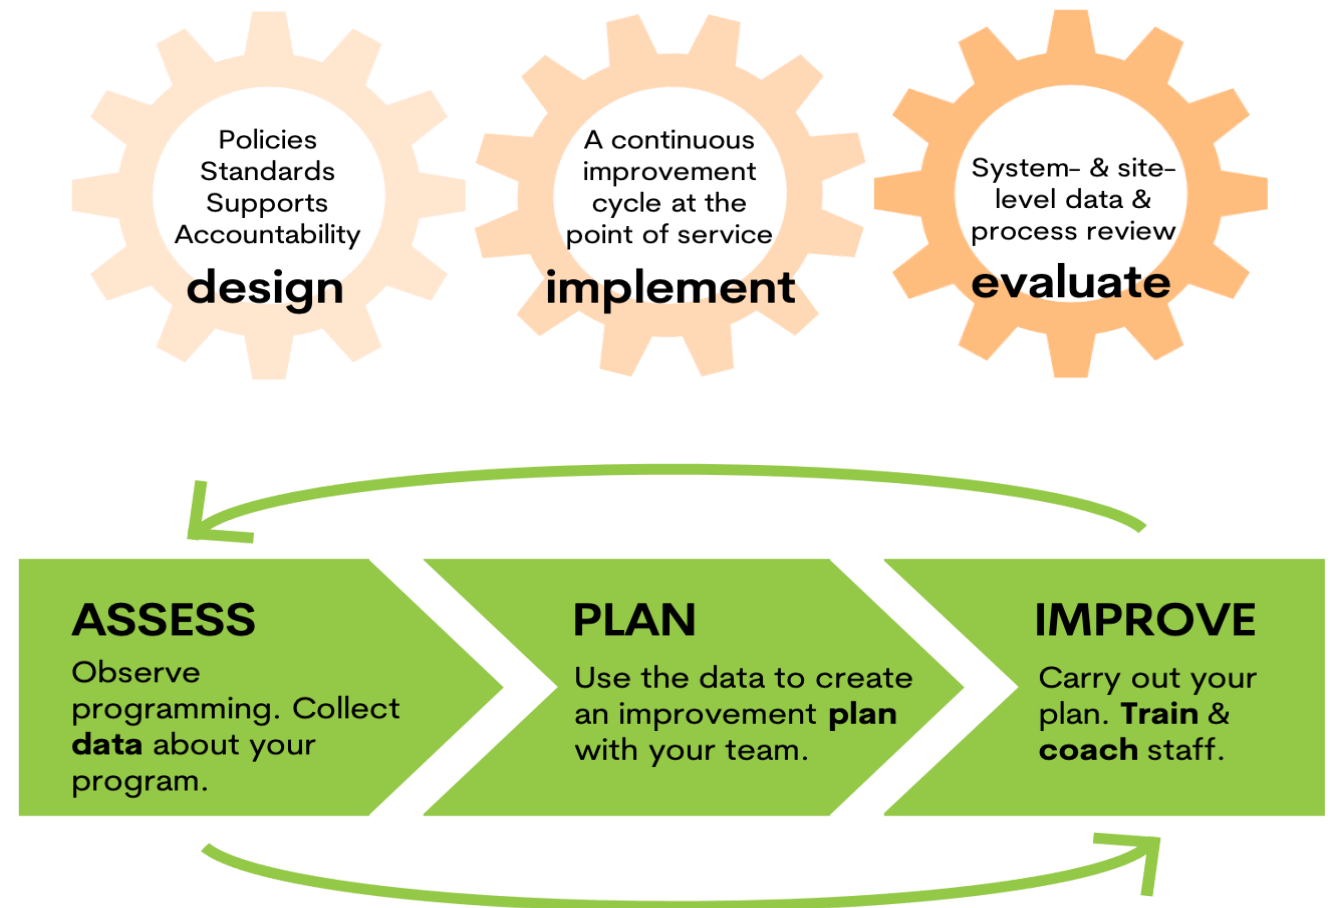 Policies
Standards
Supports
Accountability
design
A continuous
improvement
cycle at the
point of service
implement
System- & site-
level data &
process review
evaluate
ASSESS
Observe
programming. Collect
data about your
program.
PLAN
Use the data to create
an improvement plan
with your team.
IMPROVE
Carry out your
plan. Train &
coach staff.